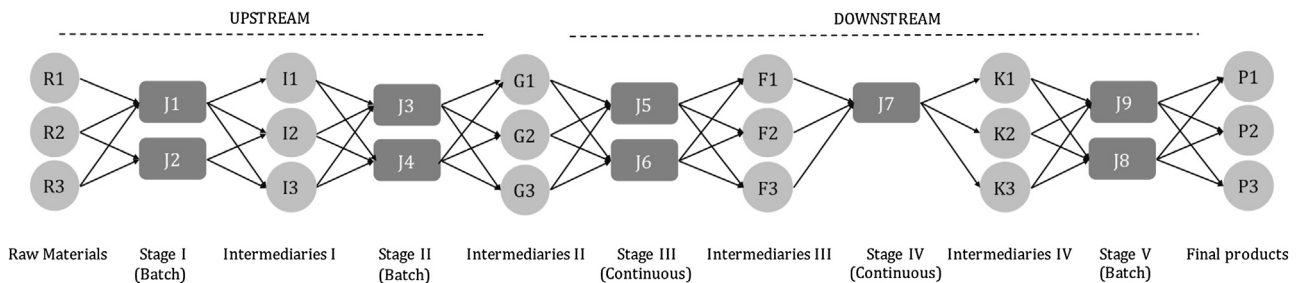 UPSTREAM
DOWNSTREAM
R1
R2
R3
J1
J2
I1
I2
I3
J3
J4
G1
G2
G3
J5
J6
F1
F2
F3
J7
K1
K2
K3
J9
J8
P1
P2
P3
Raw Materials
Stage I
(Batch)
Intermediaries I
Stage II
(Batch)
Intermediaries II
Stage III
(Continuous)
Intermediaries III
Stage IV
(Continuous)
Intermediaries IV
Stage V
(Batch)
Final products